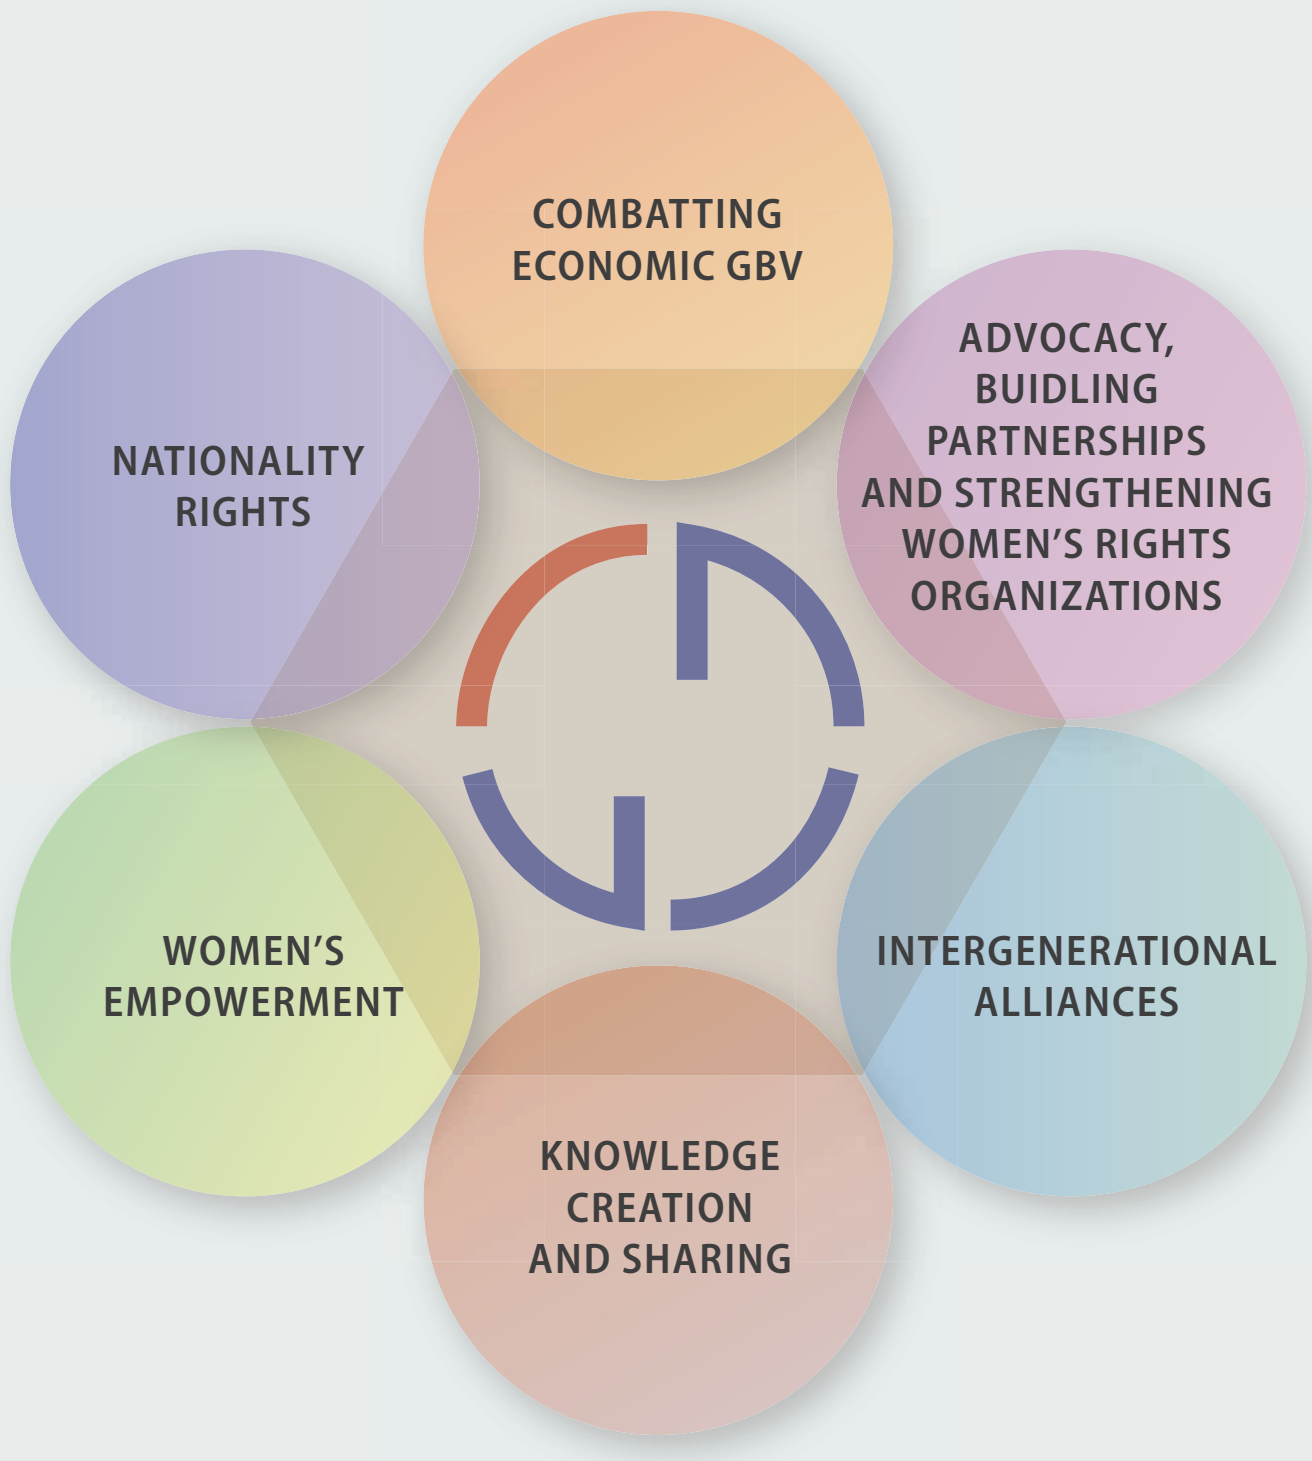 COMBATTING
ECONOMIC GBV
ADVOCACY,
BUIDLING
PARTNERSHIPS
AND STRENGTHENING
WOMEN’S RIGHTS
ORGANIZATIONS
NATIONALITY
RIGHTS
WOMEN’S
EMPOWERMENT
INTERGENERATIONAL
ALLIANCES
KNOWLEDGE
CREATION
AND SHARING